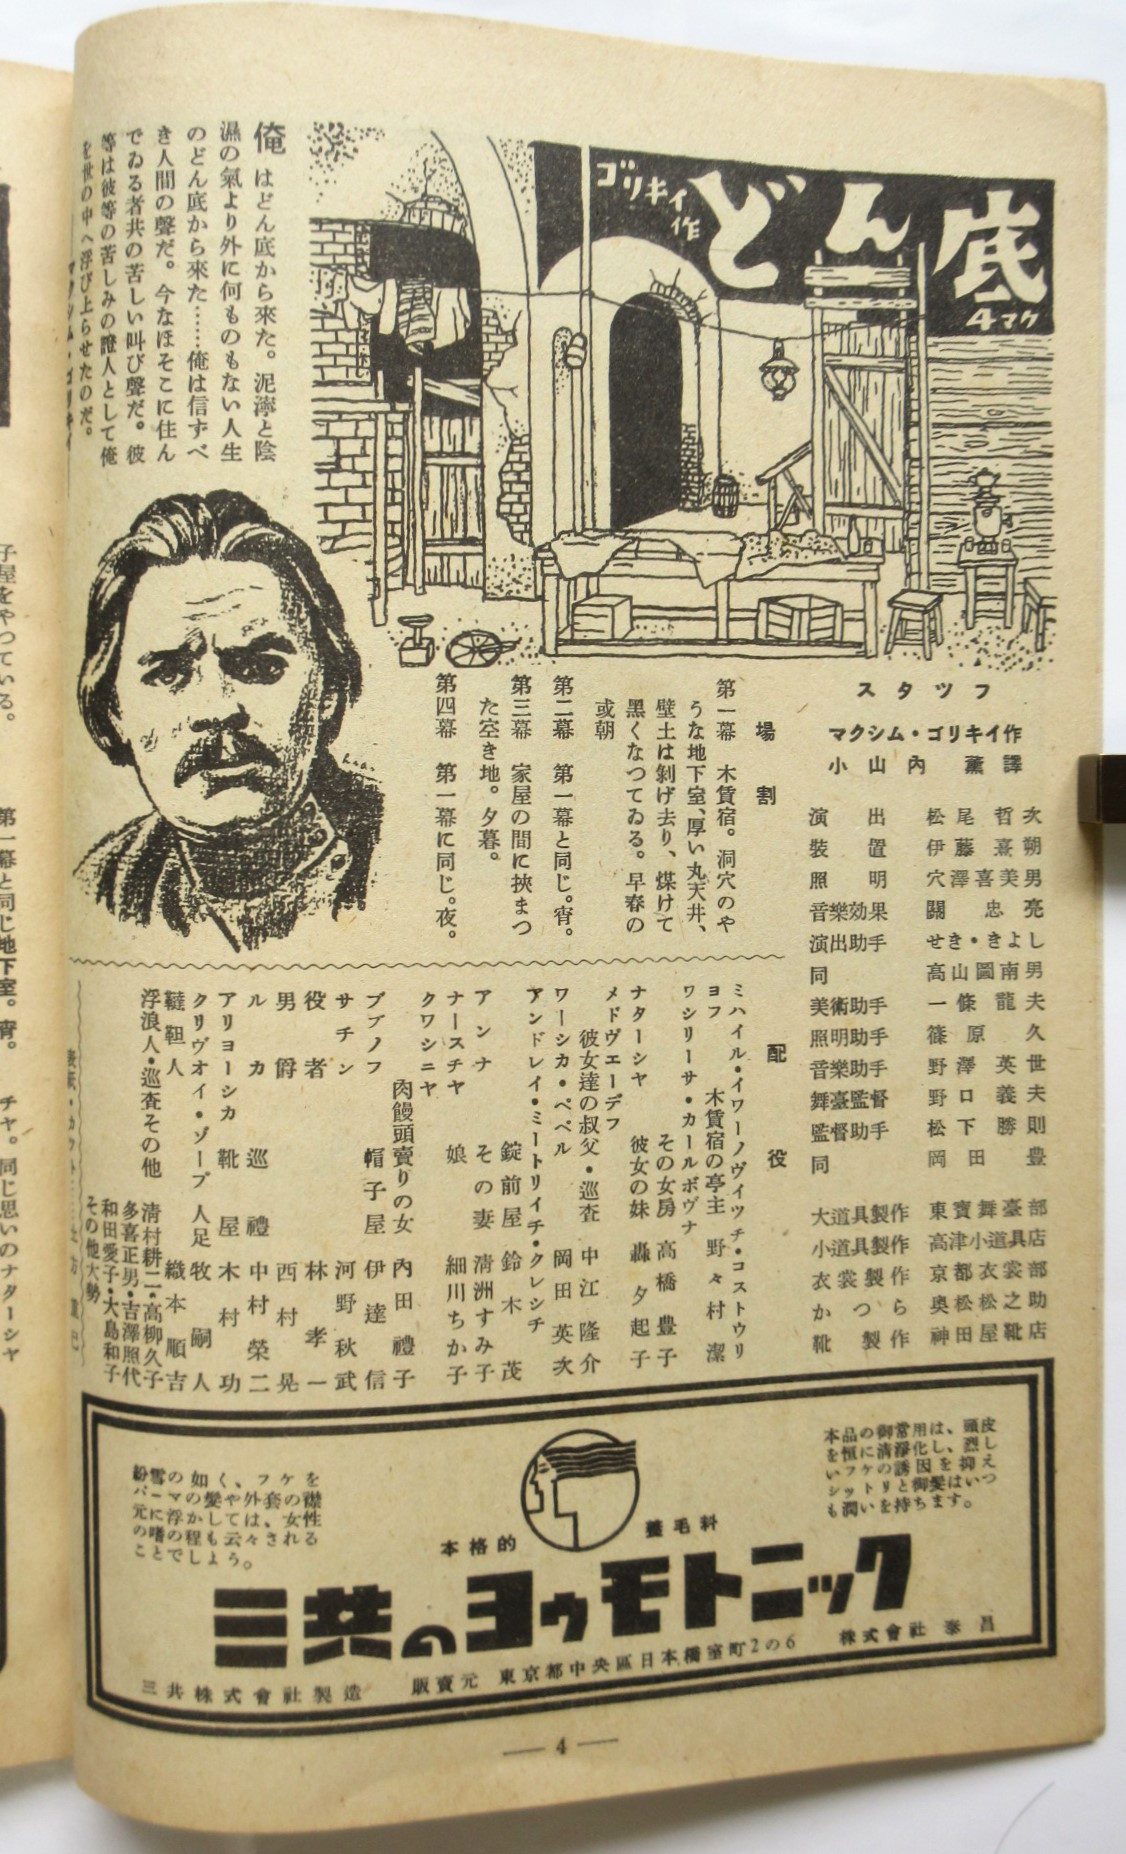 ゴリキィ作
どん底
4マク
俺はどん底から來た。泥濘と陰
濕の氣より外に何ものもない人生
のどん底から來た……俺は信ずべ
き人間の聲だ。今なほそこに住ん
でゐる者共の苦しい叫び聲だ。彼
等は彼等の苦しみの證人として俺
を世の中へ浮び上らせたのだ。
マクシム・ゴリキイ
スタツフ
マクシム・ゴリキイ作
小山內薫譯
演出 松尾哲次
裝置 伊藤熹朔
照明 穴澤喜美男
音樂効果 關忠亮
演出助手 せき・きよし
同 高山圖南男
美術助手 一條龍夫
照明助手 篠原久
音樂助手 野澤英世
舞臺監督 野口義夫
監督助手 松下勝則
同 岡田豊
大道具製作 東寶舞臺部
小道具製作 高津小道具店
衣裳製作 京都衣裳部
かつら 奥松松之助
靴製作 神田屋靴店
場割
第一幕 木賃宿。洞穴のや
うな地下室、厚い丸天井、
壁土は剝げ去り、煤けて
黑くなつてゐる。早春の
或朝
第二幕 第一幕と同じ。宵。
第三幕 家屋の間に挾まつ
た空き地。夕暮。
第四幕 第一幕に同じ。夜。
配役
ミハイル・イワーノヴイツチ・コストウリ
ヨフ 木賃宿の亭主 野々村潔
ワシリーサ・カールボヴナ
その女房 高橋豊子
ナターシヤ 彼女の妹 轟夕起子
メドヴエーデフ
彼女達の叔父・巡査 中江隆介
ワーシカ・ペペル 岡田英次
アンドレイ・ミートリイチ・クレシチ
錠前屋 鈴木茂
アンナ その妻 清洲すみ子
ナースチヤ 娘 細川ちか子
クワシニヤ
肉饅頭賣りの女 內田禮子
ブブノフ 帽子屋 伊達信
サチン 河野秋武
役者 林孝一
男爵 西村晃
ルカ 巡禮 中村榮二
アリヨーシカ 靴屋 木村功
クリヴオイ・ゾーブ 人足 牧嗣人
韃靼人 織本順吉
浮浪人・巡査その他
清村耕二・高柳久子
多喜正男・吉澤照代
和田愛子・大島和子
その他大勢
本品の御常用は、頭皮
を恒に清淨化し、烈し
いフケの誘因を抑え
シットリと御髮はいつ
も潤いを持ちます。
粉雪の如く、フケを
パーマの髮や外套の襟
元に浮かしては、女性
の嗜の程も云々される
ことでしょう。
本格的 養毛料
三共のヨゥモトニック
三共株式會社製造
販賣元 東京都中央區日本橋室町2の6 株式會社泰昌
— 4 —
子屋をやつている。
第一幕と同じ地下室。宵。
チヤ。同じ思いのナターシヤ